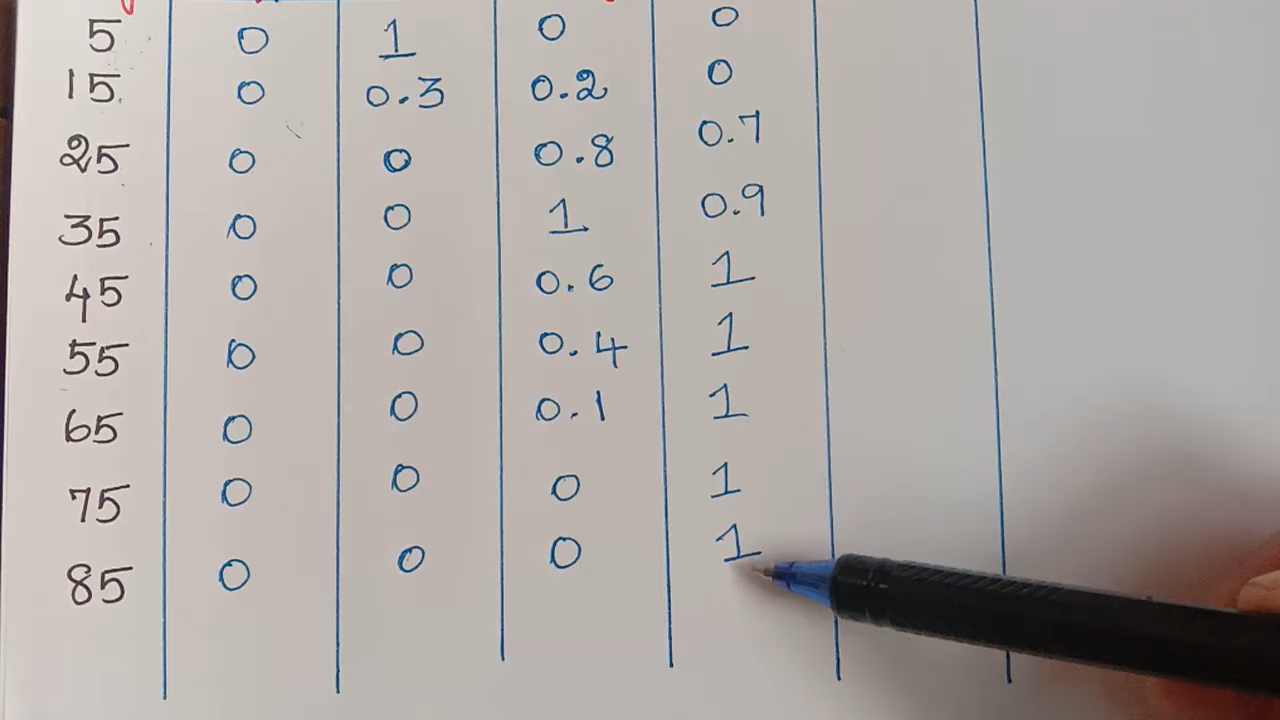 5 0 1 0 0
15 0 0.3 0.2 0
25 0 0 0.8 0.7
35 0 0 1 0.9
45 0 0 0.6 1
55 0 0 0.4 1
65 0 0 0.1 1
75 0 0 0 1
85 0 0 0 1